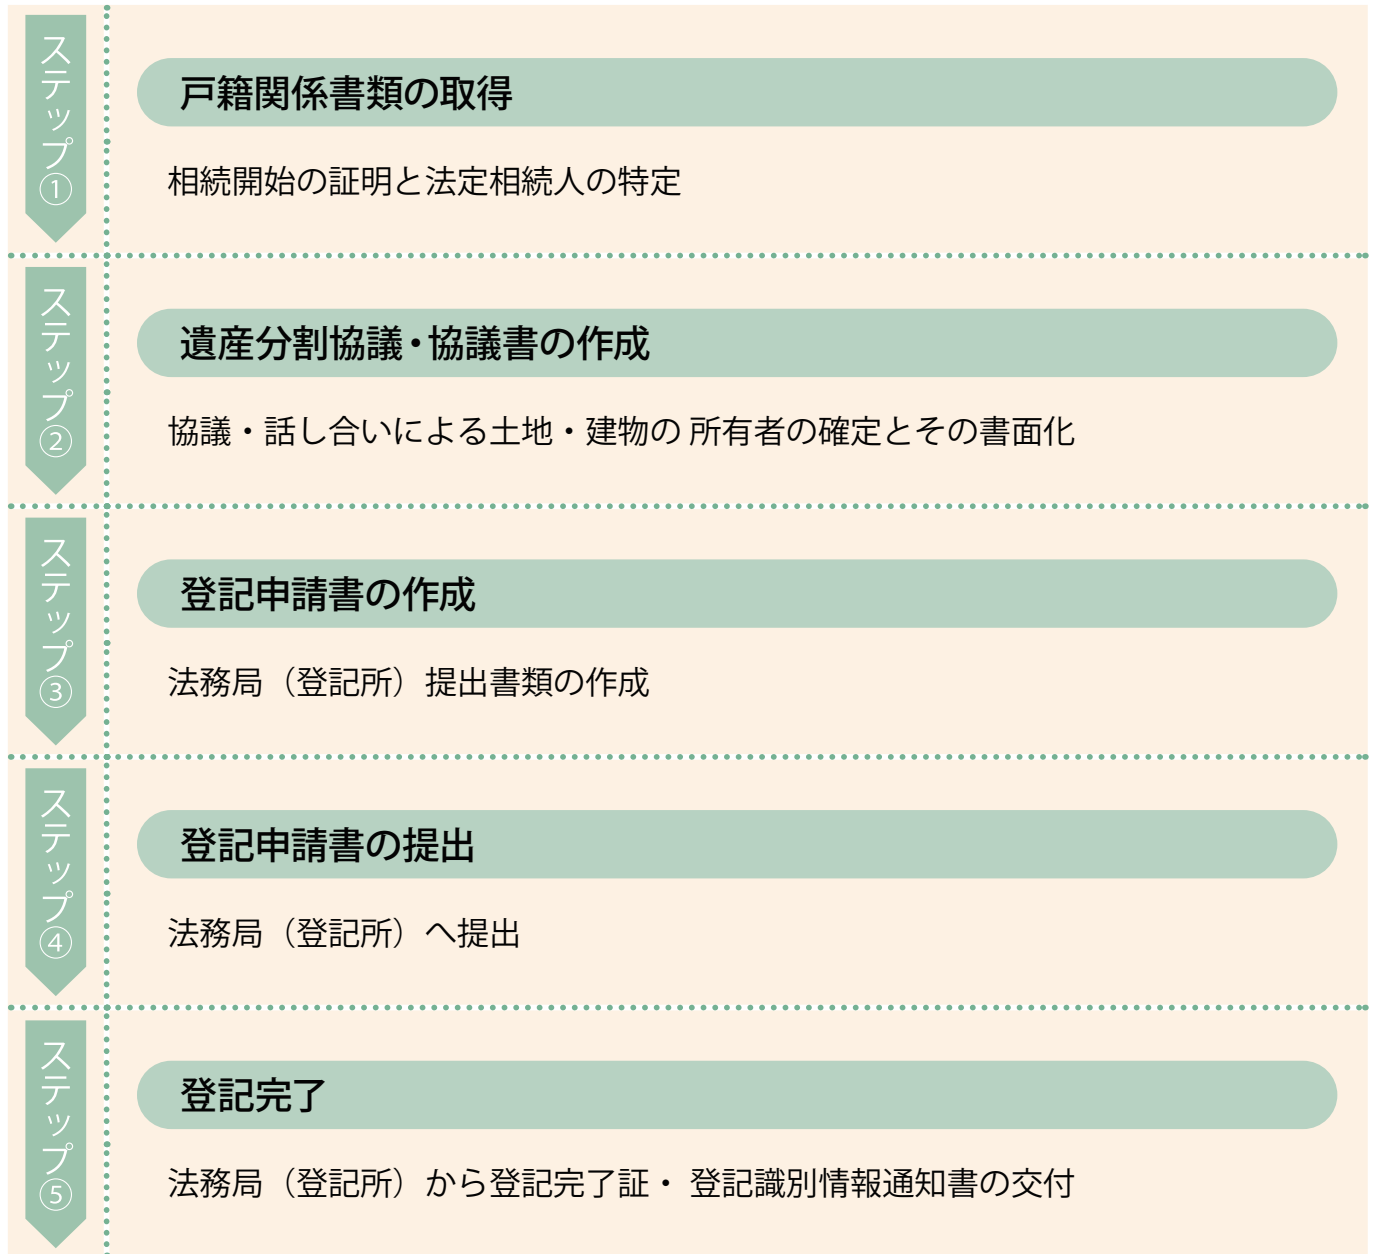 ステップ①
戸籍関係書類の取得
相続開始の証明と法定相続人の特定
ステップ②
遺産分割協議・協議書の作成
協議・話し合いによる土地・建物の 所有者の確定とその書面化
ステップ③
登記申請書の作成
法務局（登記所）提出書類の作成
ステップ④
登記申請書の提出
法務局（登記所）へ提出
ステップ⑤
登記完了
法務局（登記所）から登記完了証・ 登記識別情報通知書の交付